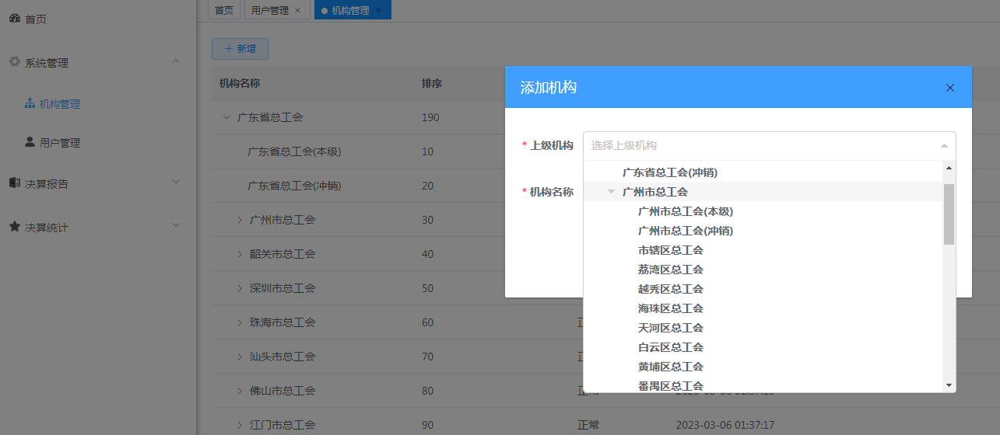 首页
系统管理
机构管理
用户管理
决算报告
决算统计
首页 用户管理 × 机构管理 ×
+ 新增
机构名称 排序
广东省总工会 190
广东省总工会(本级) 10
广东省总工会(冲销) 20
广州市总工会 30
韶关市总工会 40
深圳市总工会 50
珠海市总工会 60
汕头市总工会 70
佛山市总工会 80
江门市总工会 90 正常 2023-03-06 01:37:17
添加机构 ×
* 上级机构 选择上级机构
* 机构名称
广东省总工会(冲销)
广州市总工会
广州市总工会(本级)
广州市总工会(冲销)
市辖区总工会
荔湾区总工会
越秀区总工会
海珠区总工会
天河区总工会
白云区总工会
黄埔区总工会
番禺区总工会